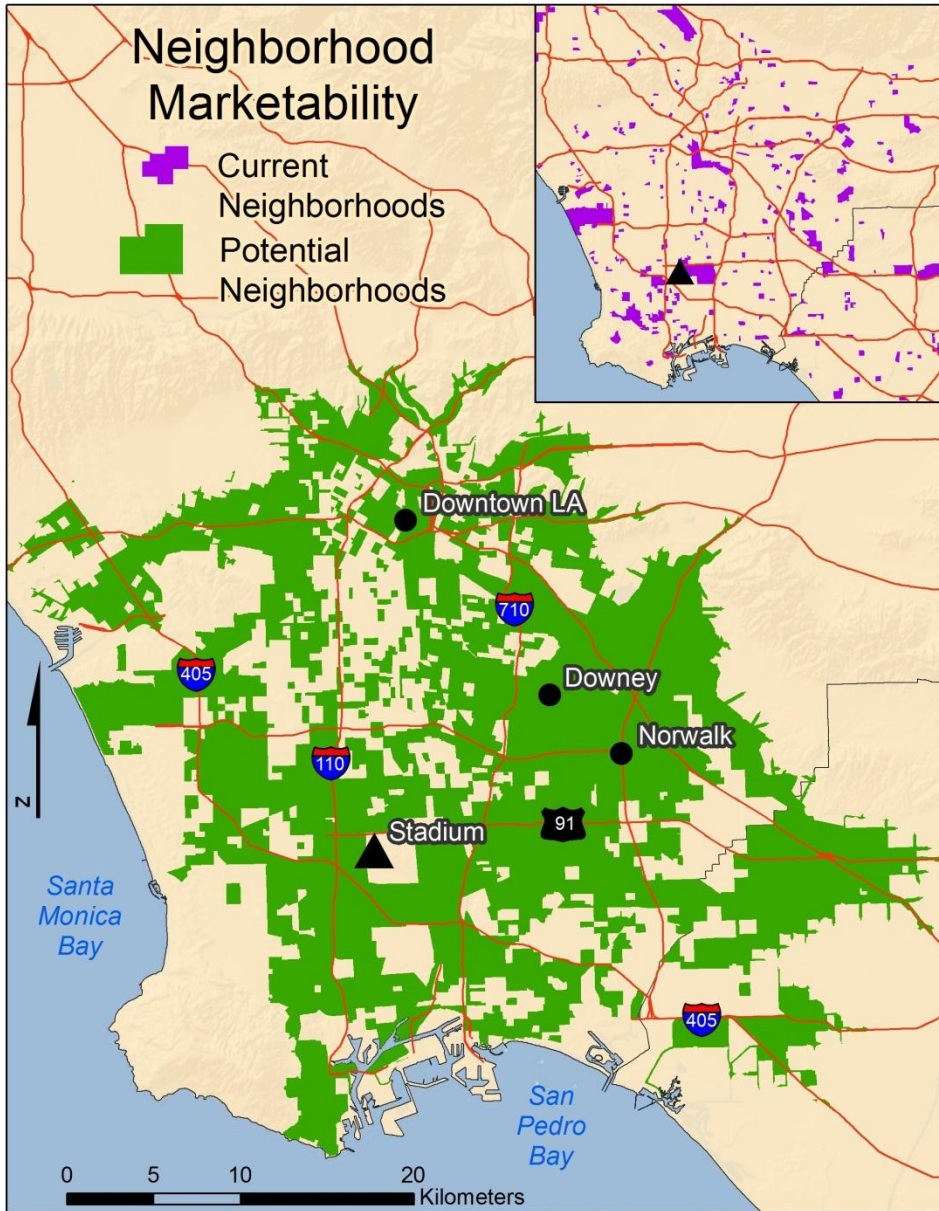 Neighborhood
Marketability
Current
Neighborhoods
Potential
Neighborhoods
Downtown LA
710
405
Downey
Norwalk
110
N
91
Stadium
Santa
Monica
Bay
405
San
Pedro
Bay
0 5 10 20
Kilometers